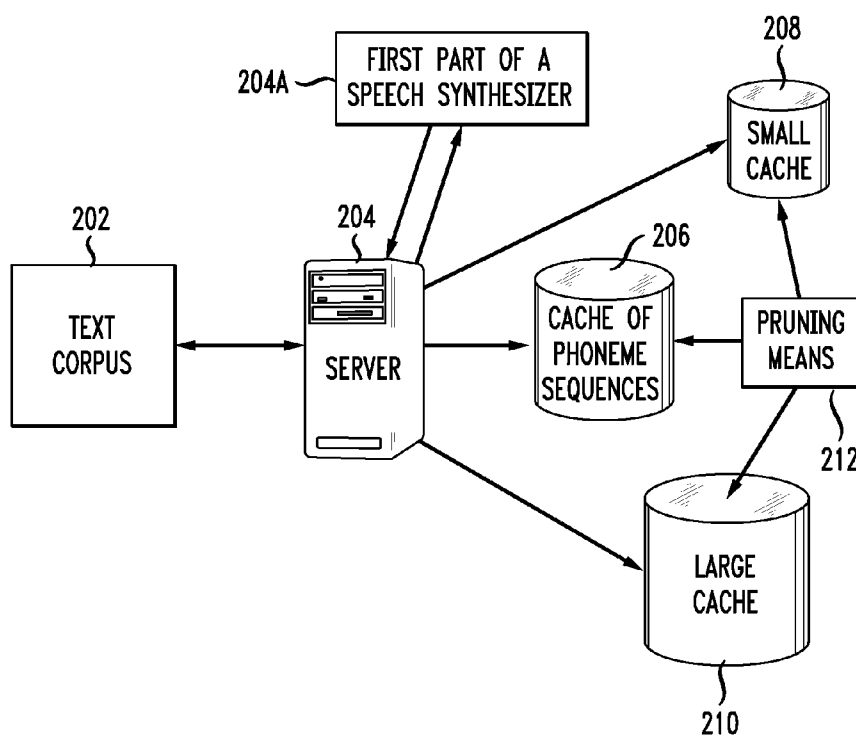 204A
FIRST PART OF A
SPEECH SYNTHESIZER
208
SMALL
CACHE
202
TEXT
CORPUS
204
SERVER
206
CACHE OF
PHONEME
SEQUENCES
PRUNING
MEANS
212
LARGE
CACHE
210